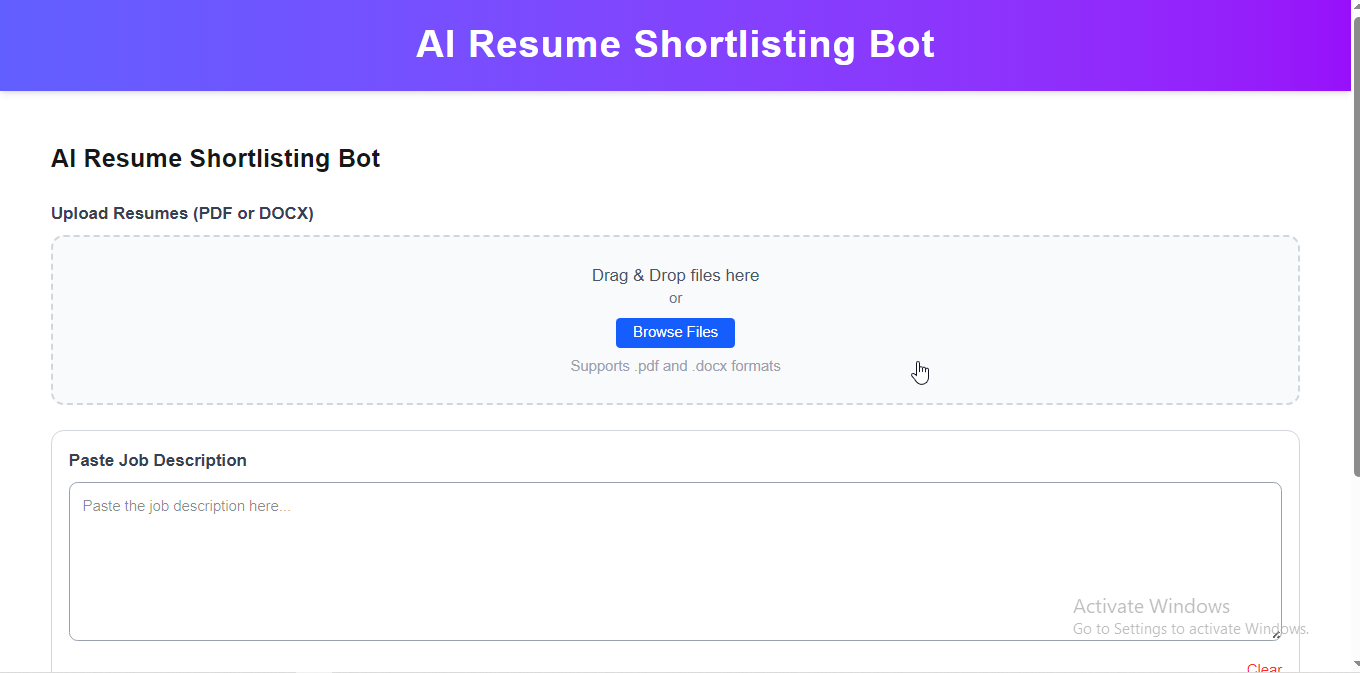 AI Resume Shortlisting Bot
AI Resume Shortlisting Bot
Upload Resumes (PDF or DOCX)
Drag & Drop files here
or
Browse Files
Supports .pdf and .docx formats
Paste Job Description
Paste the job description here...
Activate Windows
Go to Settings to activate Windows.
Clear